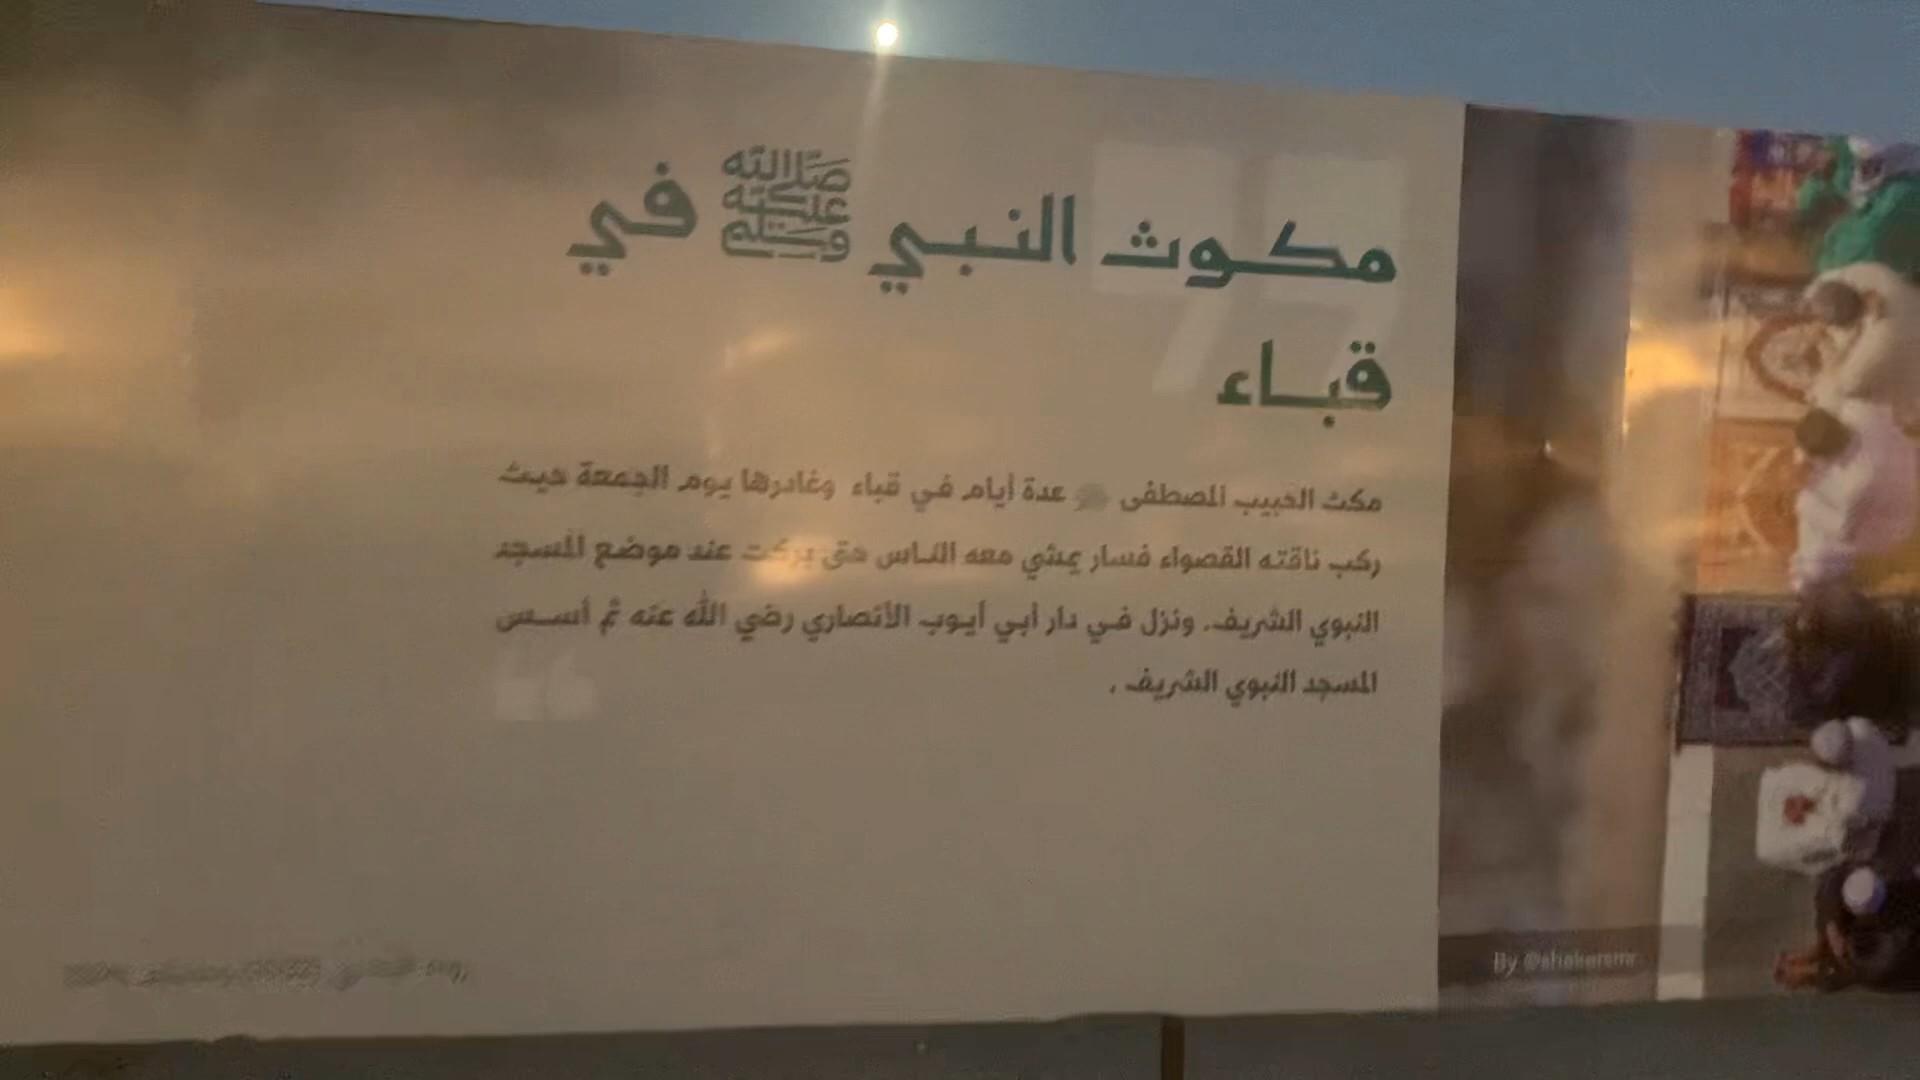 مكوث النبي ﷺ في
قباء
مكث الحبيب المصطفى ﷺ عدة أيام في قباء وغادرها يوم الجمعة حيث
ركب ناقته القصواء فسار يمشي معه الناس حتى بركت عند موضع المسجد
النبوي الشريف. ونزل في دار أبي أيوب الأنصاري رضي الله عنه ثم أسس
المسجد النبوي الشريف .
By